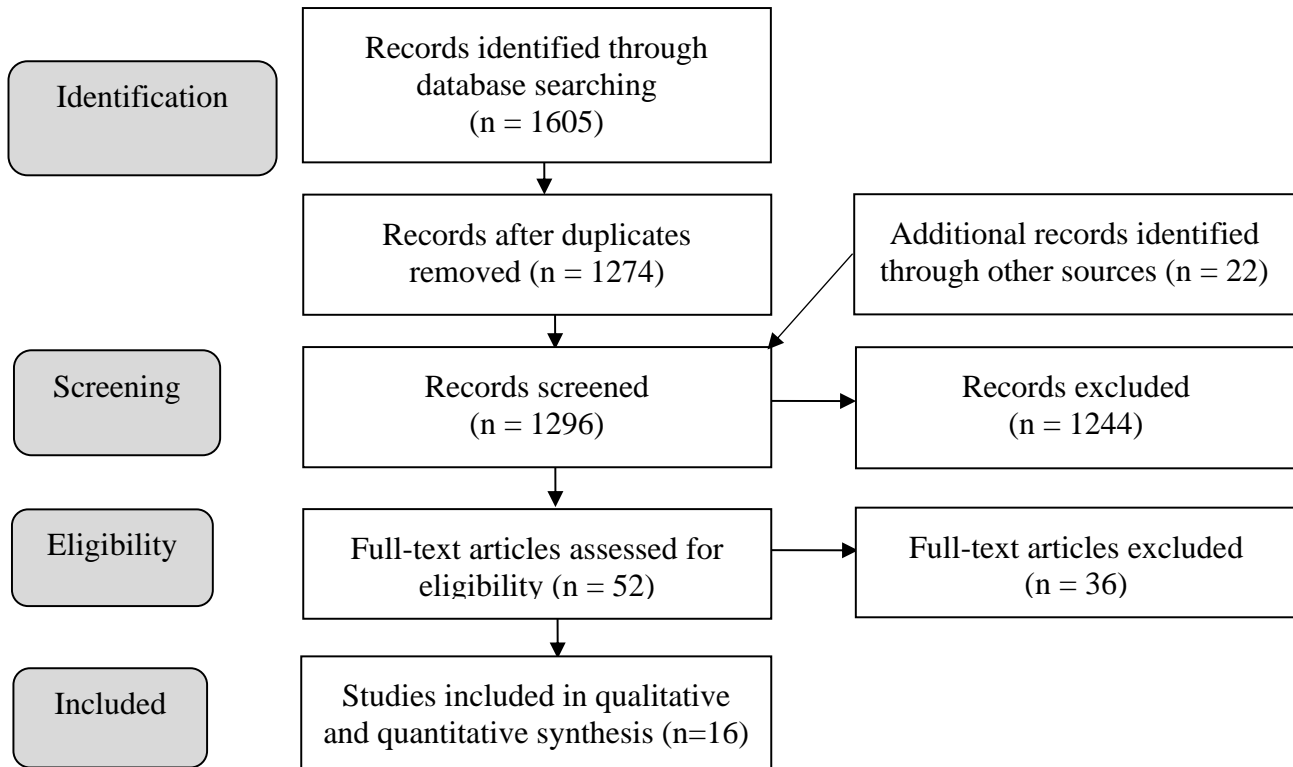 Identification
Records identified through
database searching
(n = 1605)
Records after duplicates
removed (n = 1274)
Additional records identified
through other sources (n = 22)
Screening
Records screened
(n = 1296)
Records excluded
(n = 1244)
Eligibility
Full-text articles assessed for
eligibility (n = 52)
Full-text articles excluded
(n = 36)
Included
Studies included in qualitative
and quantitative synthesis (n=16)